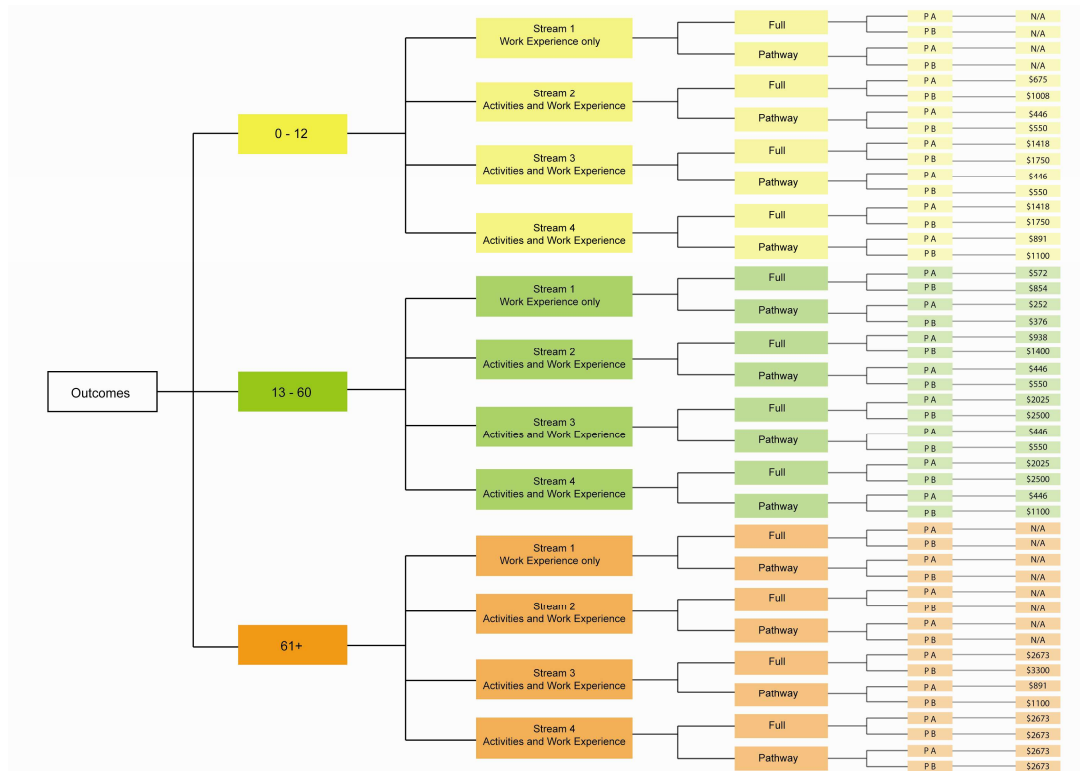 Outcomes
0 - 12
Stream 1
Work Experience only
Full
P A
N/A
P B
N/A
Pathway
P A
N/A
P B
N/A
Stream 2
Activities and Work Experience
Full
P A
$675
P B
$1008
Pathway
P A
$446
P B
$550
Stream 3
Activities and Work Experience
Full
P A
$1418
P B
$1750
Pathway
P A
$446
P B
$550
Stream 4
Activities and Work Experience
Full
P A
$1418
P B
$1750
Pathway
P A
$891
P B
$1100
13 - 60
Stream 1
Work Experience only
Full
P A
$572
P B
$854
Pathway
P A
$252
P B
$376
Stream 2
Activities and Work Experience
Full
P A
$938
P B
$1400
Pathway
P A
$446
P B
$550
Stream 3
Activities and Work Experience
Full
P A
$2025
P B
$2500
Pathway
P A
$446
P B
$550
Stream 4
Activities and Work Experience
Full
P A
$2025
P B
$2500
Pathway
P A
$446
P B
$1100
61+
Stream 1
Work Experience only
Full
P A
N/A
P B
N/A
Pathway
P A
N/A
P B
N/A
Stream 2
Activities and Work Experience
Full
P A
N/A
P B
N/A
Pathway
P A
N/A
P B
N/A
Stream 3
Activities and Work Experience
Full
P A
$2673
P B
$3300
Pathway
P A
$891
P B
$1100
Stream 4
Activities and Work Experience
Full
P A
$2673
P B
$2673
Pathway
P A
$2673
P B
$2673